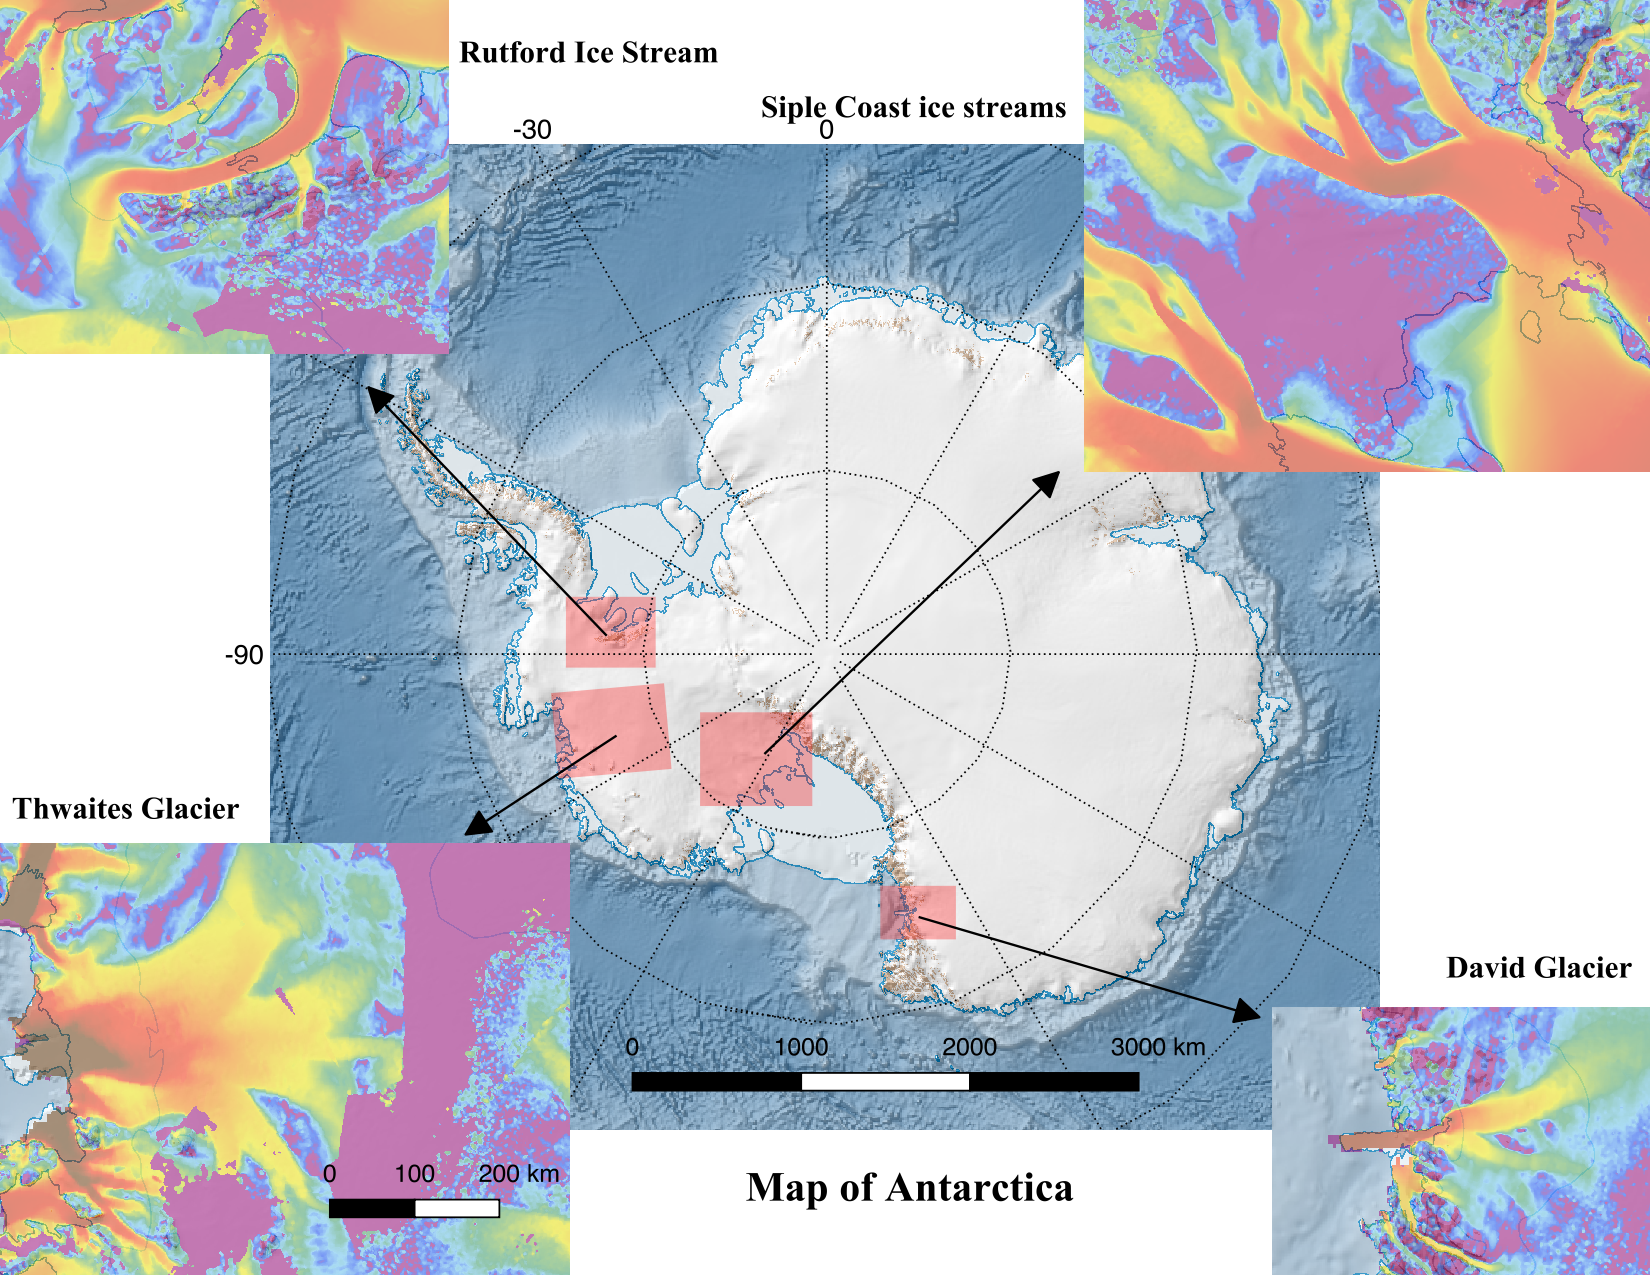 Rutford Ice Stream
Siple Coast ice streams
-30
0
-90
Thwaites Glacier
David Glacier
0 1000 2000 3000 km
0 100 200 km
Map of Antarctica